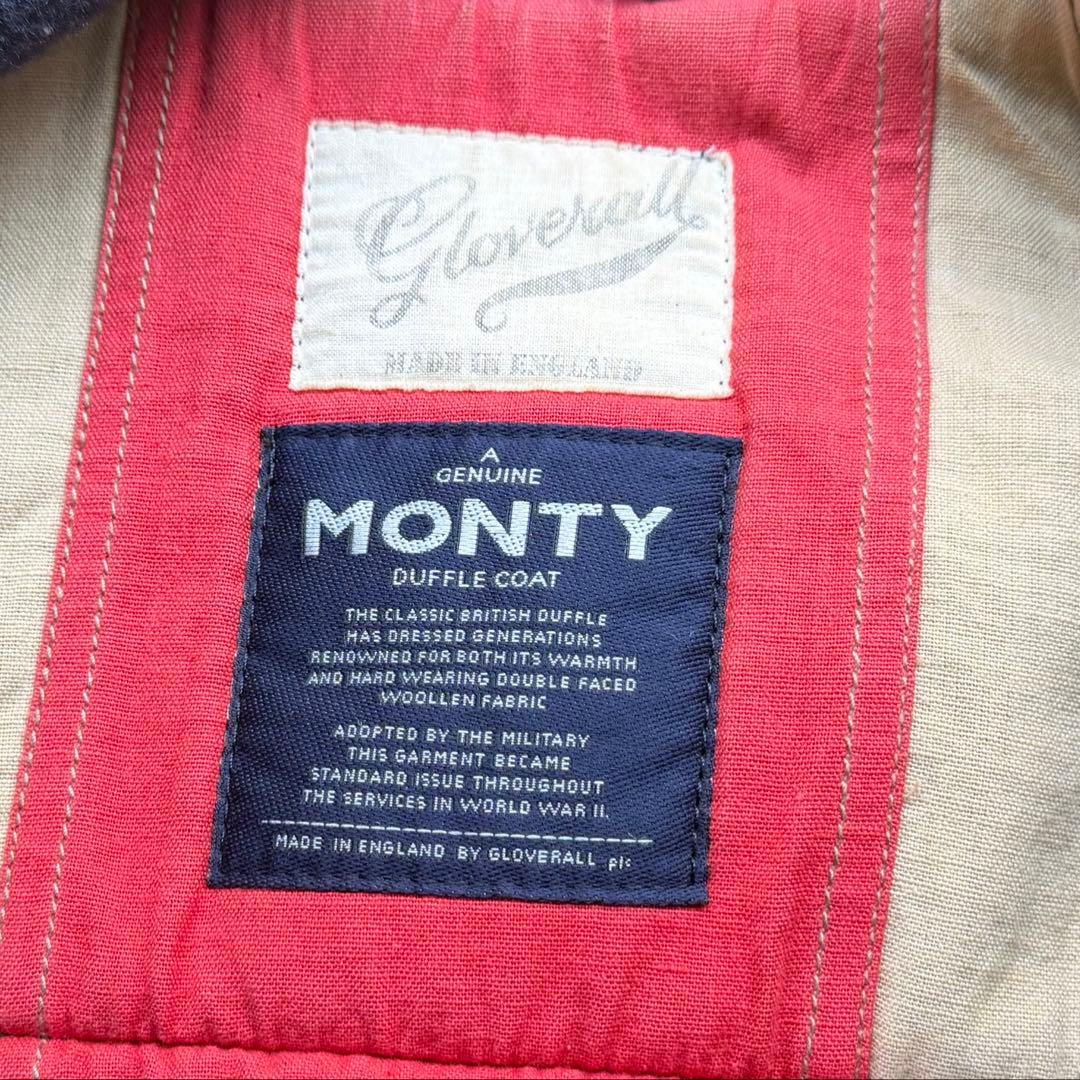 Gloverall
MADE IN ENGLAND
A
GENUINE
MONTY
DUFFLE COAT
THE CLASSIC BRITISH DUFFLE
HAS DRESSED GENERATIONS
RENOWNED FOR BOTH ITS WARMTH
AND HARD WEARING DOUBLE FACED
WOOLLEN FABRIC
ADOPTED BY THE MILITARY
THIS GARMENT BECAME
STANDARD ISSUE THROUGHOUT
THE SERVICES IN WORLD WAR II.
MADE IN ENGLAND BY GLOVERALL plc